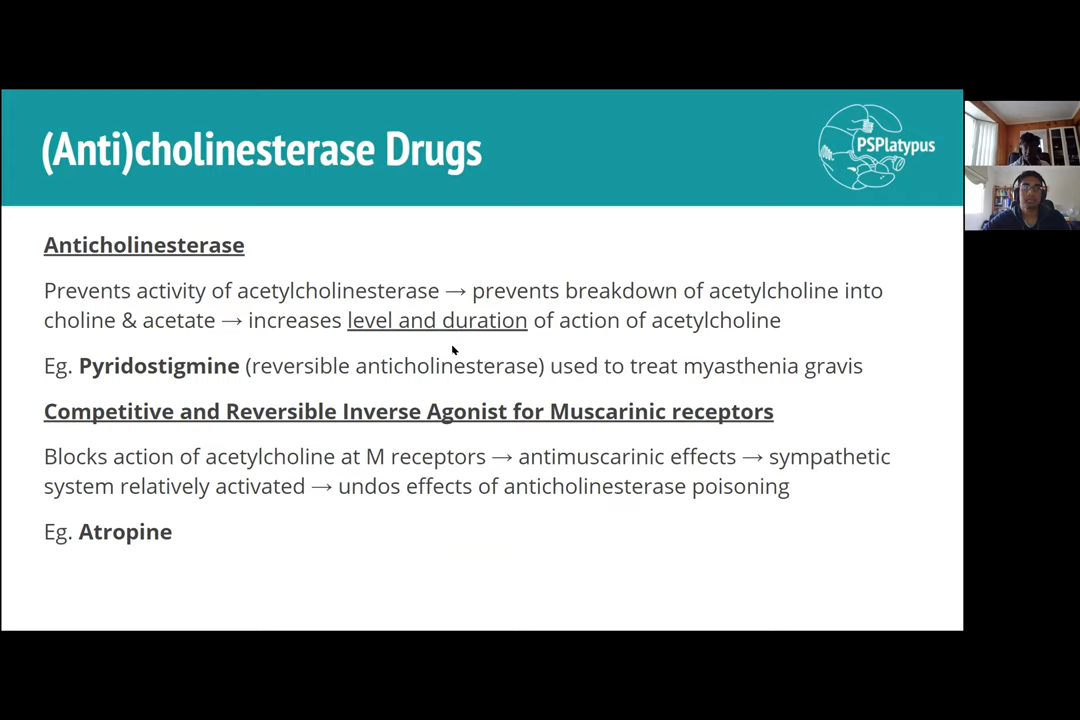 (Anti)cholinesterase Drugs
PSPlatypus
Anticholinesterase
Prevents activity of acetylcholinesterase → prevents breakdown of acetylcholine into
choline & acetate → increases level and duration of action of acetylcholine
Eg. Pyridostigmine (reversible anticholinesterase) used to treat myasthenia gravis
Competitive and Reversible Inverse Agonist for Muscarinic receptors
Blocks action of acetylcholine at M receptors → antimuscarinic effects → sympathetic
system relatively activated → undos effects of anticholinesterase poisoning
Eg. Atropine